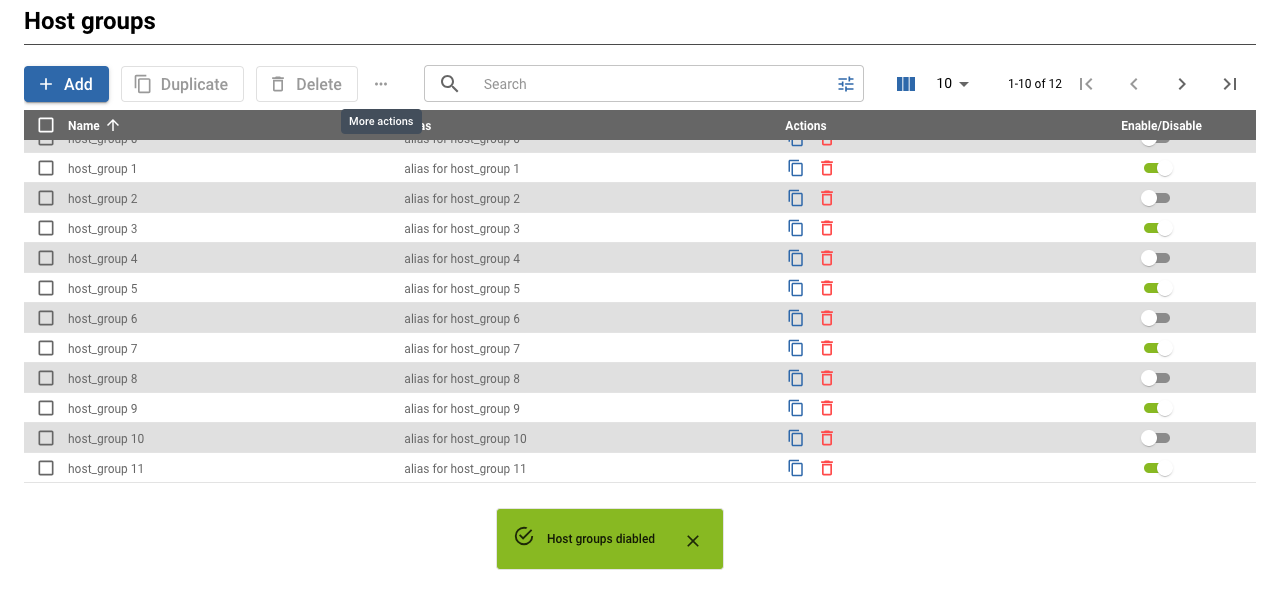 Host groups
Add Duplicate Delete ... Search 10 1-10 of 12
More actions
Name as Actions Enable/Disable
host_group 0 alias for host_group 0
host_group 1 alias for host_group 1
host_group 2 alias for host_group 2
host_group 3 alias for host_group 3
host_group 4 alias for host_group 4
host_group 5 alias for host_group 5
host_group 6 alias for host_group 6
host_group 7 alias for host_group 7
host_group 8 alias for host_group 8
host_group 9 alias for host_group 9
host_group 10 alias for host_group 10
host_group 11 alias for host_group 11
Host groups diabled